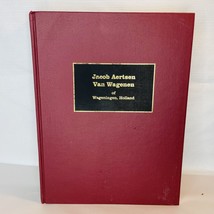 Jacob Aertsen
Van Wagenen
of
Wageningen, Holland